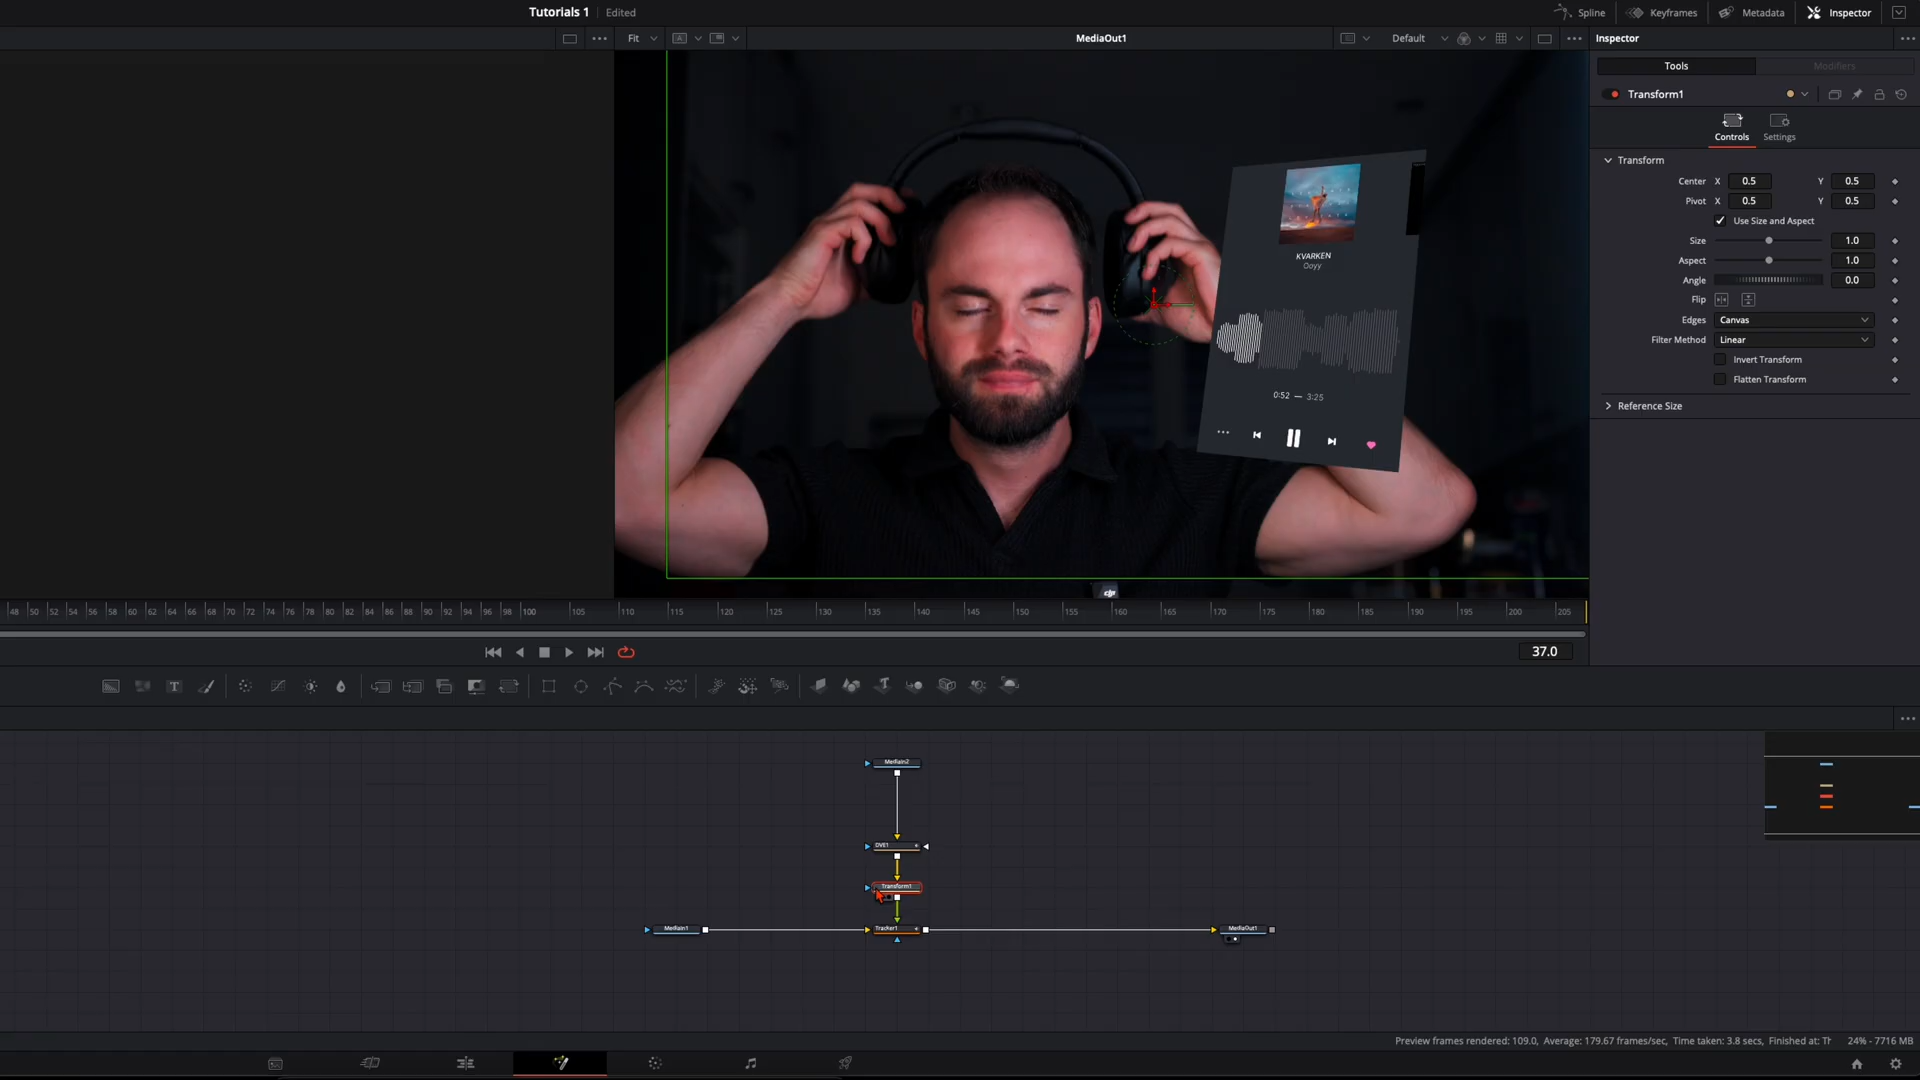 Tutorials 1 Edited
Spline Keyframes Metadata Inspector
Fit
MediaOut1
Default
Inspector
Tools Modifiers
Transform1
Controls Settings
Transform
Center X 0.5 Y 0.5
Pivot X 0.5 Y 0.5
Use Size and Aspect
Size 1.0
Aspect 1.0
Angle 0.0
Flip
Edges Canvas
Filter Method Linear
Invert Transform
Flatten Transform
Reference Size
KVARKEN
Ooyy
0:52 — 3:25
dji
48 50 52 54 56 58 60 62 64 66 68 70 72 74 76 78 80 82 84 86 88 90 92 94 96 98 100 105 110 115 120 125 130 135 140 145 150 155 160 165 170 175 180 185 190 195 200 205
37.0
MediaIn2
DVE1
Transform1
MediaIn1
Tracker1
MediaOut1
Preview frames rendered: 109.0, Average: 179.67 frames/sec, Time taken: 3.8 secs, Finished at: Th
24% - 7716 MB